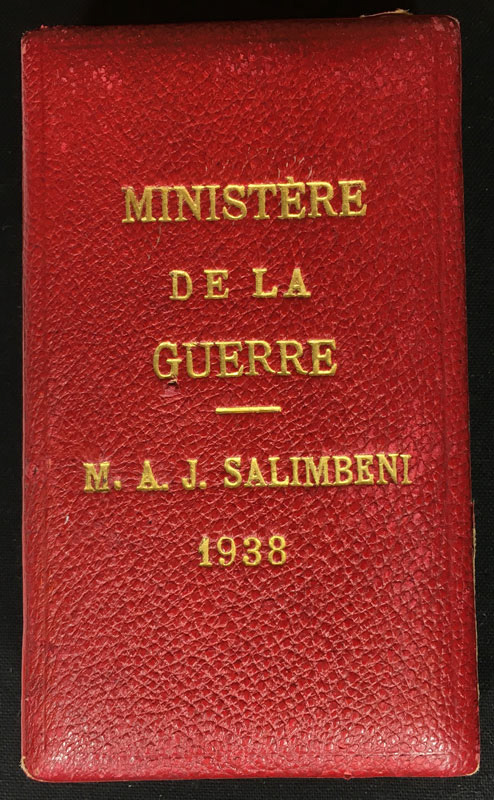 MINISTÈRE
DE LA
GUERRE
M. A. J. SALIMBENI
1938